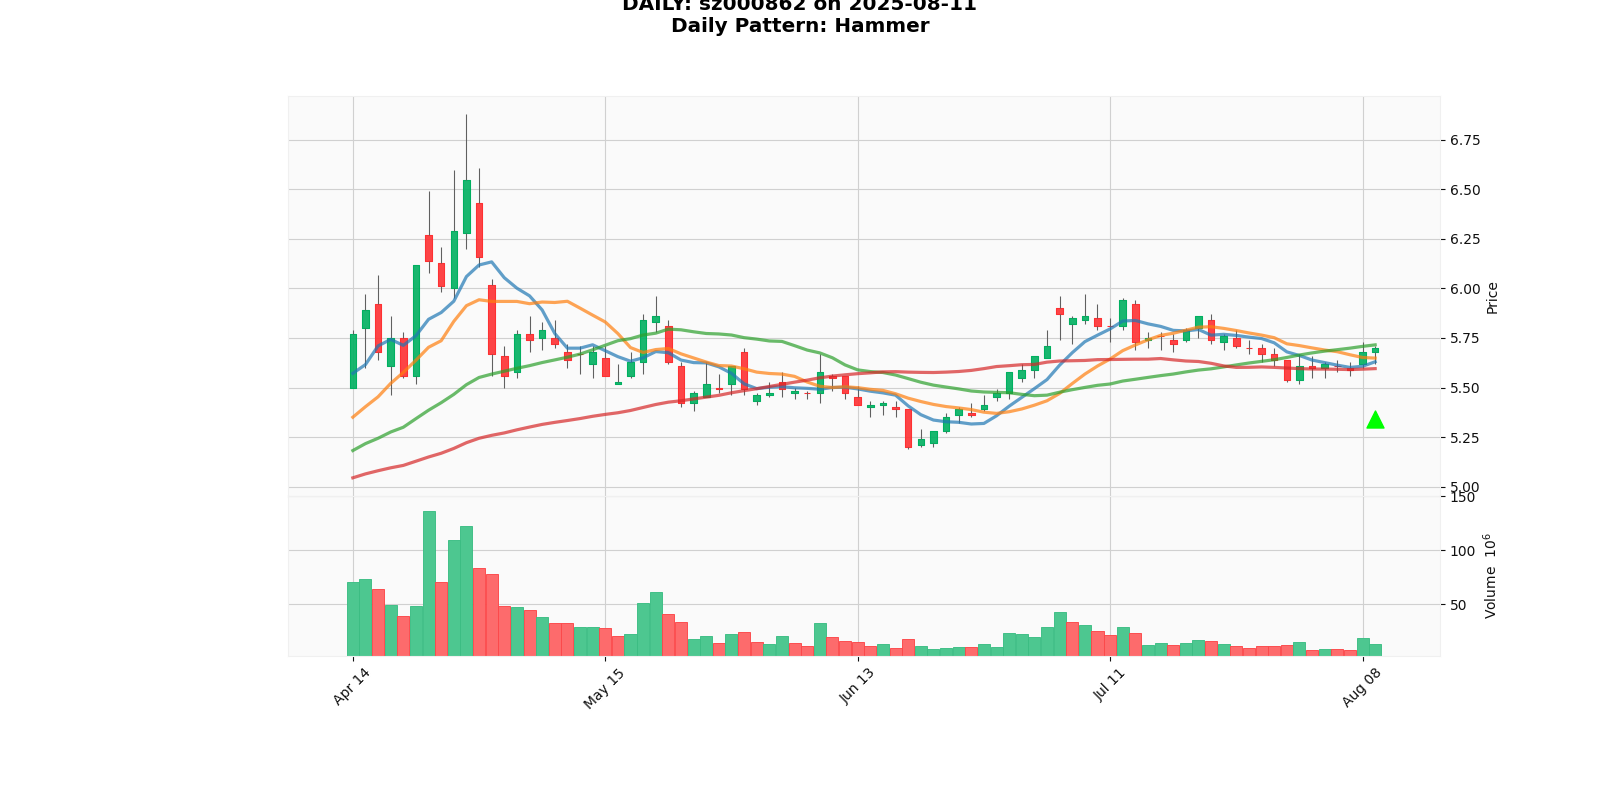 DAILY: sz000862 on 2025-08-11
Daily Pattern: Hammer
6.75
6.50
6.25
6.00
5.75
5.50
5.25
5.00
Price
150
100
50
Volume 10^6
Apr 14
May 15
Jun 13
Jul 11
Aug 08